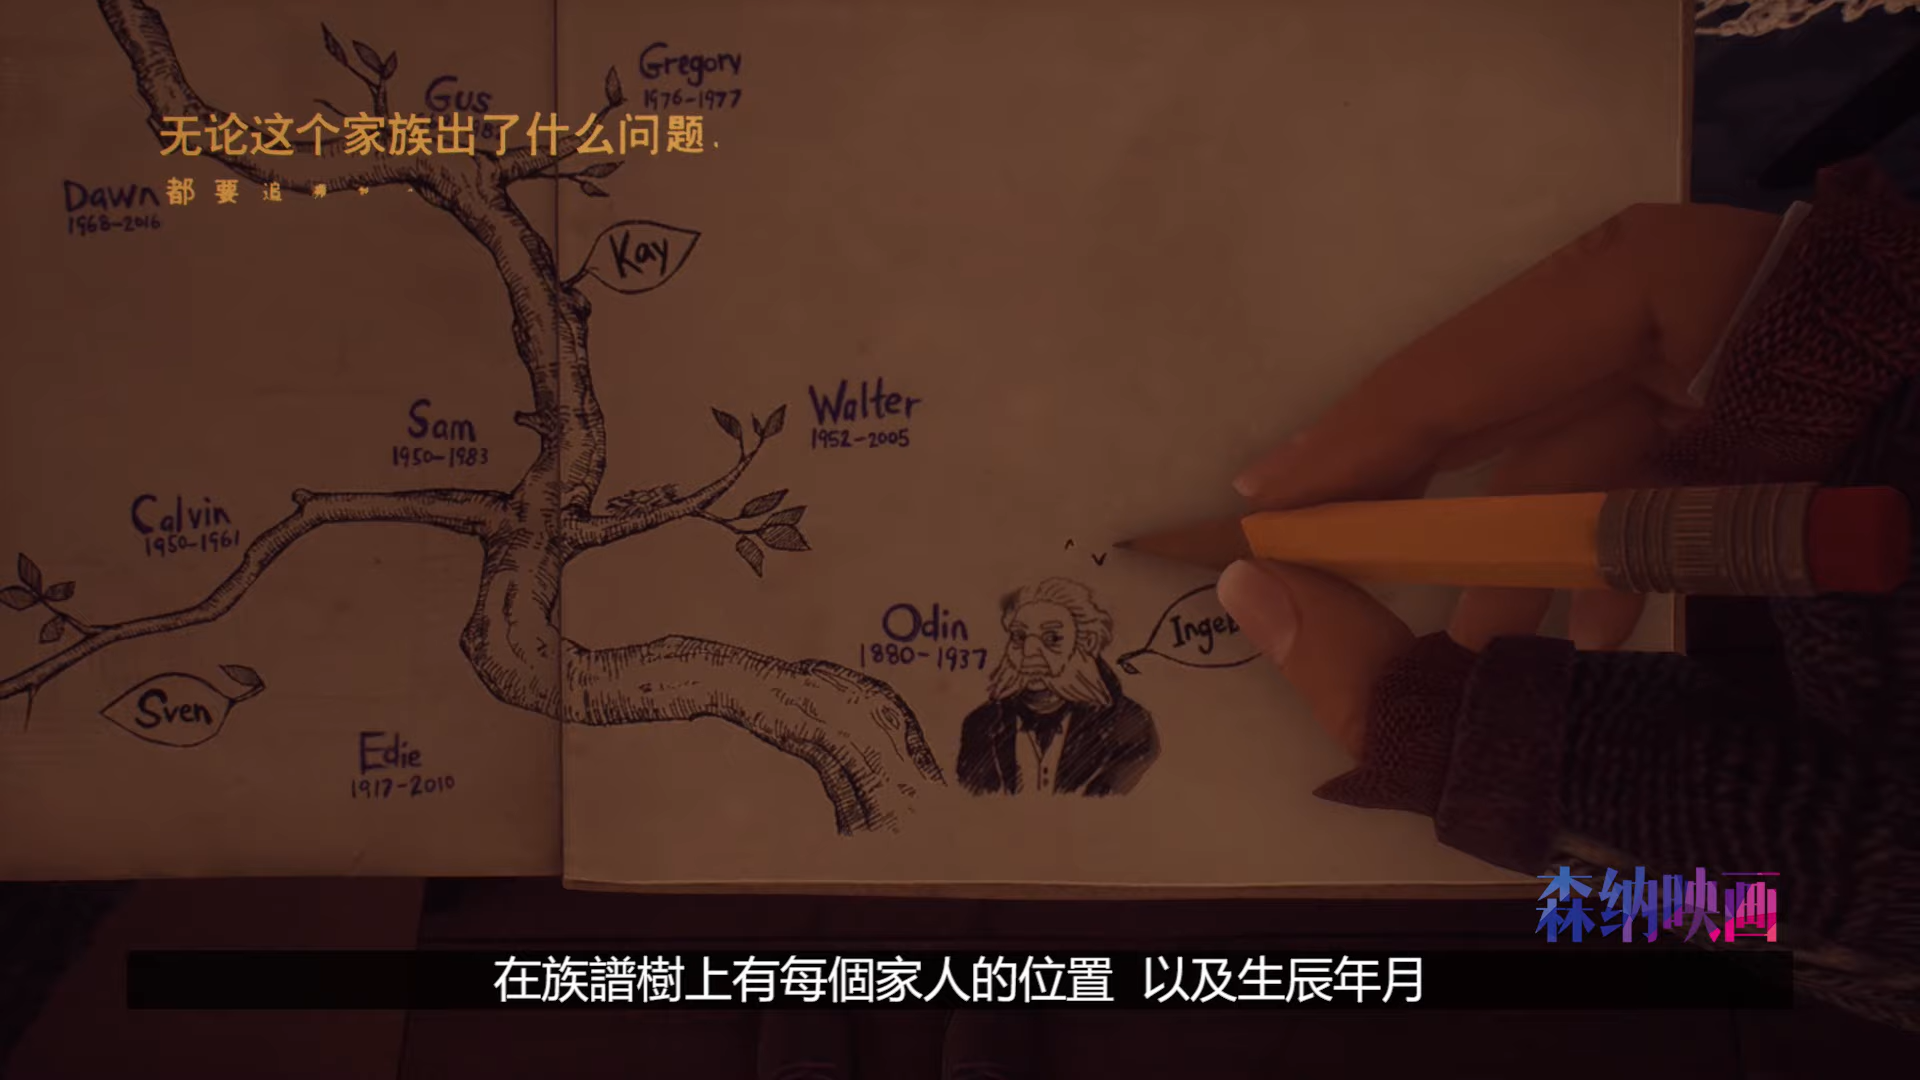 Gregory
1976-1977
Gus
无论这个家族出了什么问题.
都要追
Dawn
1968-2016
Kay
Walter
1952-2005
Sam
1950-1983
Calvin
1950-1961
Odin
1880-1937
Sven
Edie
1917-2010
森纳映画
在族譜樹上有每個家人的位置 以及生辰年月